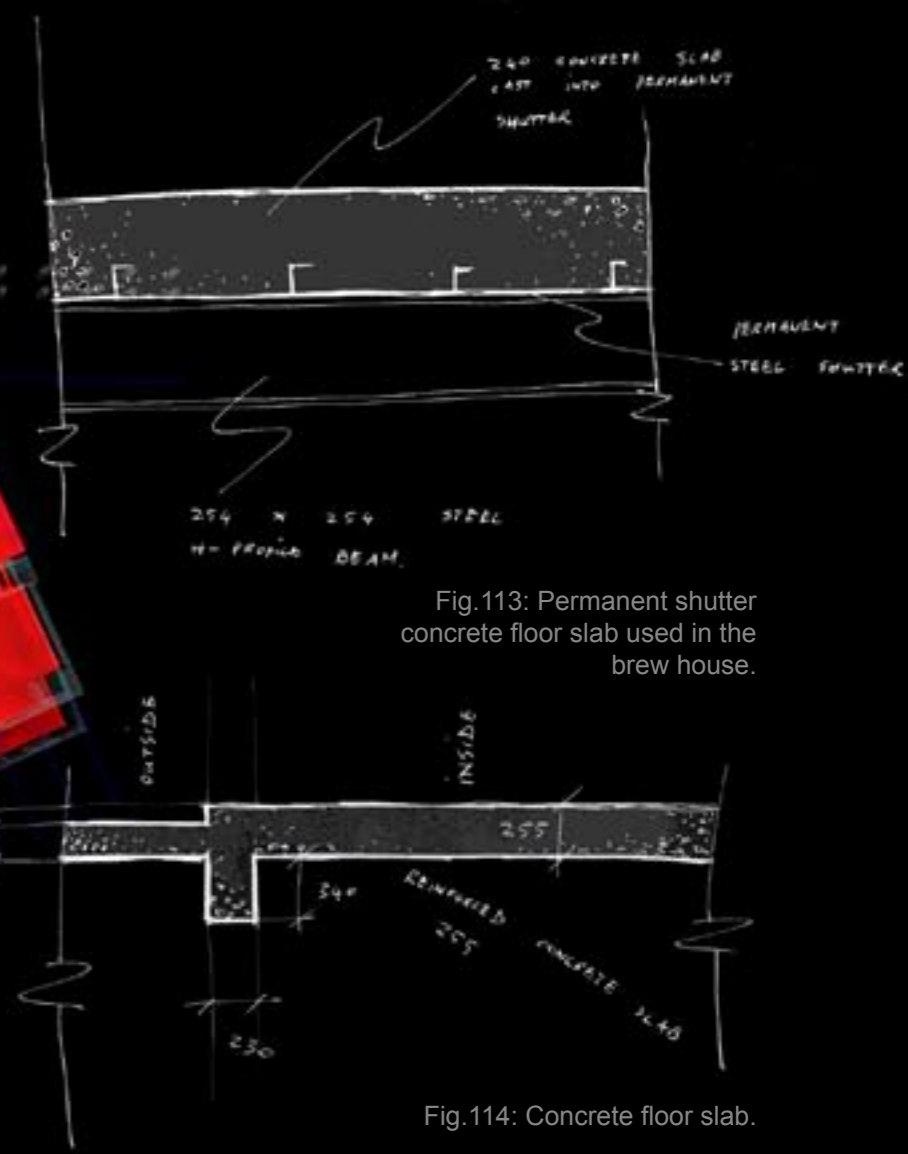 240 CONCRETE SLAB
CAST INTO PERMANENT
SHUTTER
PERMANENT
STEEL SHUTTER
254 x 254 STEEL
H-PROFILE BEAM.
Fig.113: Permanent shutter
concrete floor slab used in the
brew house.
OUTSIDE
INSIDE
255
340
REINFORCED CONCRETE SLAB
255
230
Fig.114: Concrete floor slab.